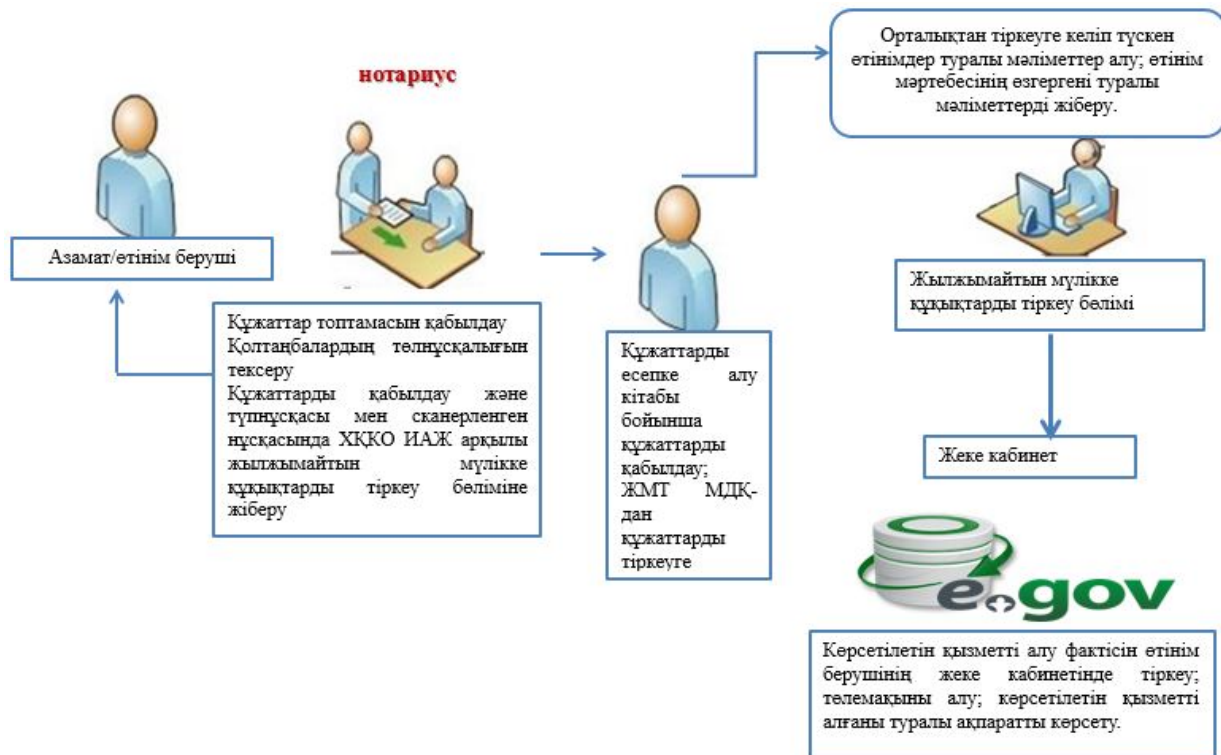 Орталықтан тіркеуге келіп түскен
өтінімдер туралы мәліметтер алу; өтінім
мәртебесінің өзгергені туралы
мәліметтерді жіберу.
нотариус
Азамат/өтінім беруші
Құжаттар топтамасын қабылдау
Қолтаңбалардың төлнұсқалығын
тексеру
Құжаттарды қабылдау және
түпнұсқасы мен сканерленген
нұсқасында ХҚКО ИАЖ арқылы
жылжымайтын мүлікке
құқықтарды тіркеу бөліміне
жіберу
Құжаттарды
есепке алу
кітабы
бойынша
құжаттарды
қабылдау;
ЖМТ МДҚ-
дан
құжаттарды
тіркеуге
Жылжымайтын мүлікке
құқықтарды тіркеу бөлімі
Жеке кабинет
e.gov
Көрсетілетін қызметті алу фактісін өтінім
берушінің жеке кабинетінде тіркеу;
төлемақыны алу; көрсетілетін қызметті
алғаны туралы ақпаратты көрсету.